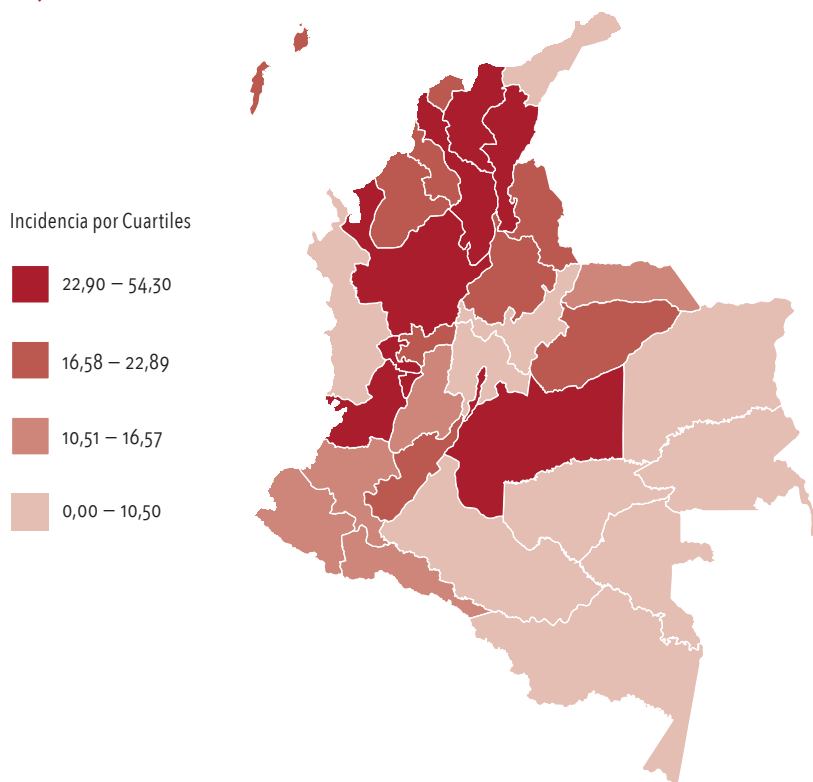 Incidencia por Cuartiles
22,90 – 54,30
16,58 – 22,89
10,51 – 16,57
0,00 – 10,50